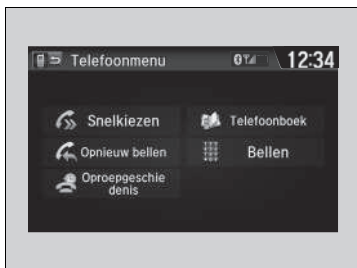 Telefoonmenu
12:34
Snelkiezen
Telefoonboek
Opnieuw bellen
Bellen
Oproepgeschie
denis